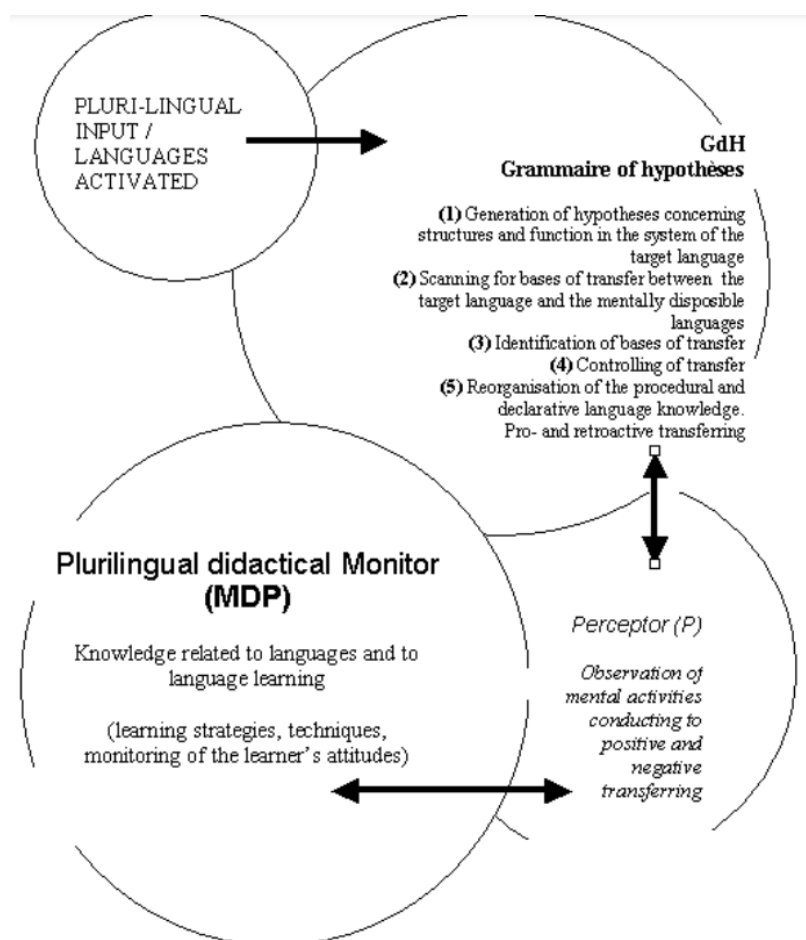 PLURI-LINGUAL
INPUT /
LANGUAGES
ACTIVATED
GdH
Grammaire of hypothèses
(1) Generation of hypotheses concerning
structures and function in the system of the
target language
(2) Scanning for bases of transfer between the
target language and the mentally disposible
languages
(3) Identification of bases of transfer
(4) Controlling of transfer
(5) Reorganisation of the procedural and
declarative language knowledge.
Pro- and retroactive transferring
Plurilingual didactical Monitor
(MDP)
Knowledge related to languages and to
language learning
(learning strategies, techniques,
monitoring of the learner's attitudes)
Perceptor (P)
Observation of
mental activities
conducting to
positive and
negative
transferring